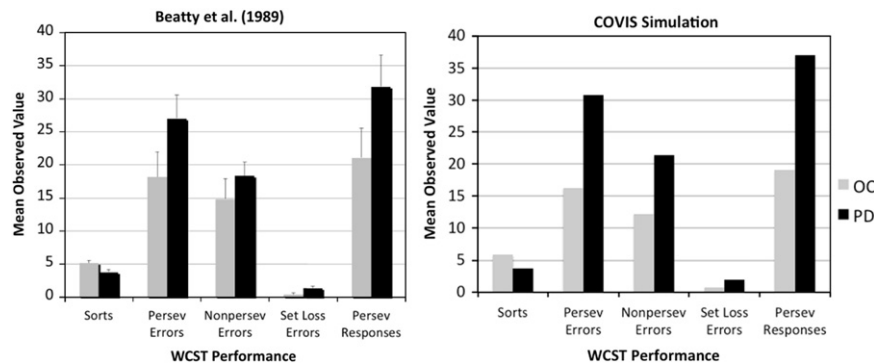 Beatty et al. (1989)
Mean Observed Value
40
35
30
25
20
15
10
5
0
Sorts
Persev Errors
Nonpersev Errors
Set Loss Errors
Persev Responses
WCST Performance
COVIS Simulation
Mean Observed Value
40
35
30
25
20
15
10
5
0
Sorts
Persev Errors
Nonpersev Errors
Set Loss Errors
Persev Responses
WCST Performance
OC
PD